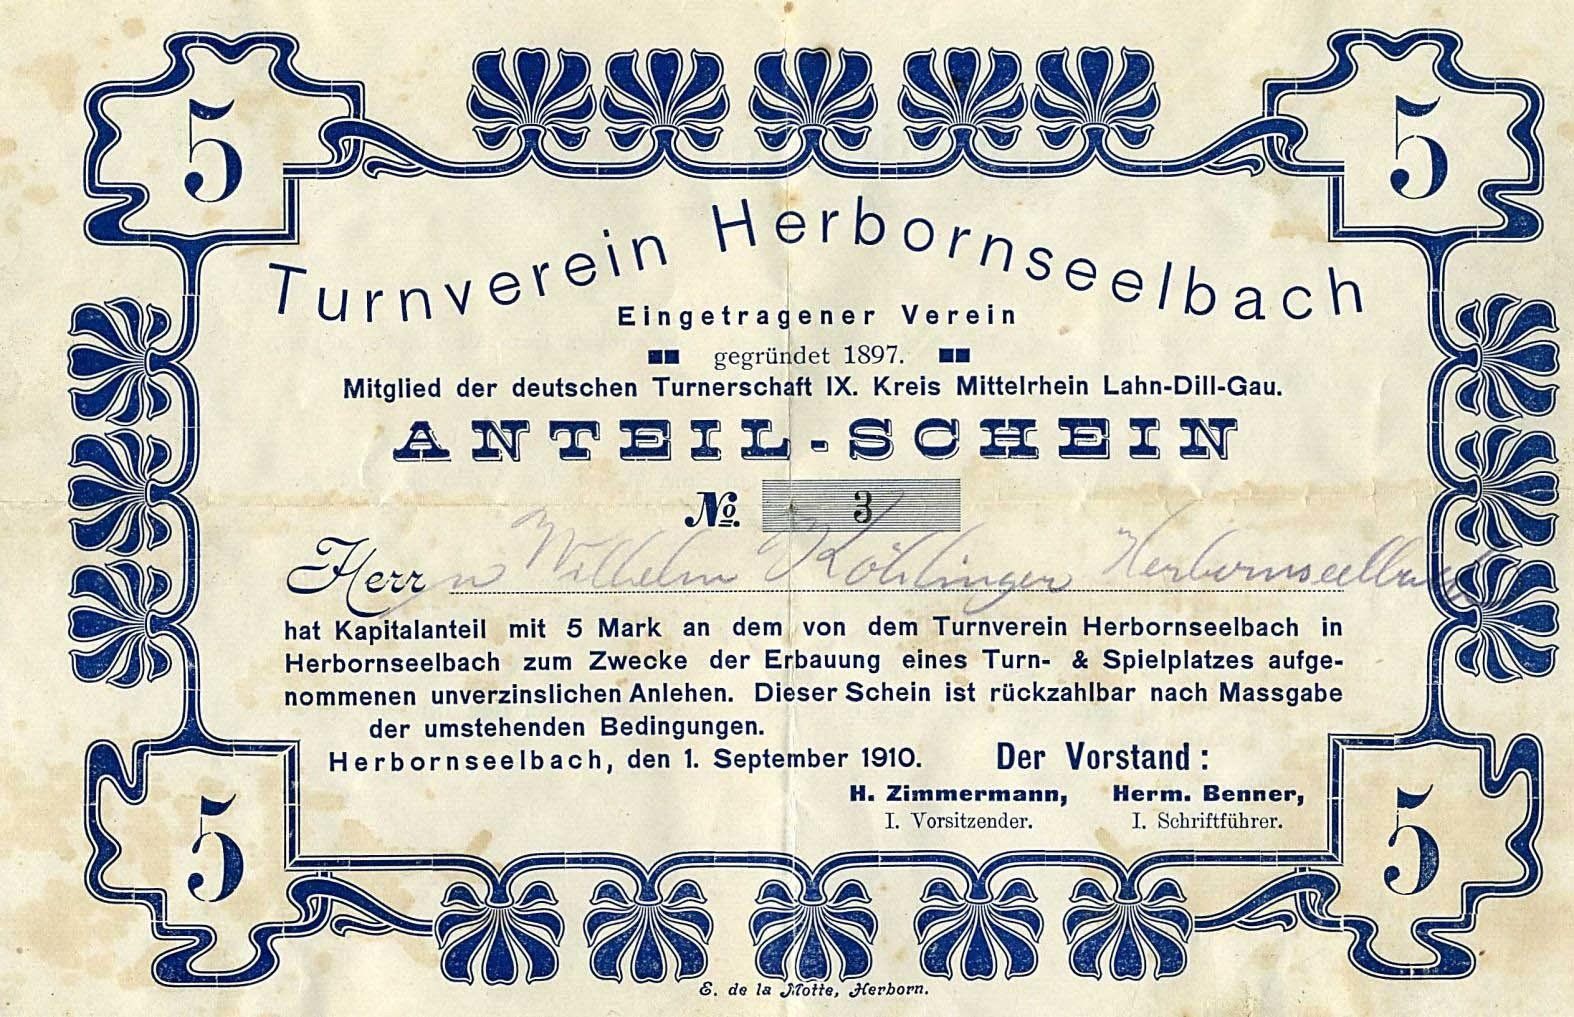 5
5
Turnverein Herbornseelbach
Eingetragener Verein
gegründet 1897.
Mitglied der deutschen Turnerschaft IX. Kreis Mittelrhein Lahn-Dill-Gau.
ANTEIL-SCHEIN
No. 3
Herrn Wilhelm Köhlinger Herbornseelbach
hat Kapitalanteil mit 5 Mark an dem von dem Turnverein Herbornseelbach in
Herbornseelbach zum Zwecke der Erbauung eines Turn- & Spielplatzes aufge-
nommenen unverzinslichen Anlehen. Dieser Schein ist rückzahlbar nach Massgabe
der umstehenden Bedingungen.
Herbornseelbach, den 1. September 1910. Der Vorstand:
H. Zimmermann, Herm. Benner,
I. Vorsitzender. I. Schriftführer.
5
5
E. de la Motte, Herborn.